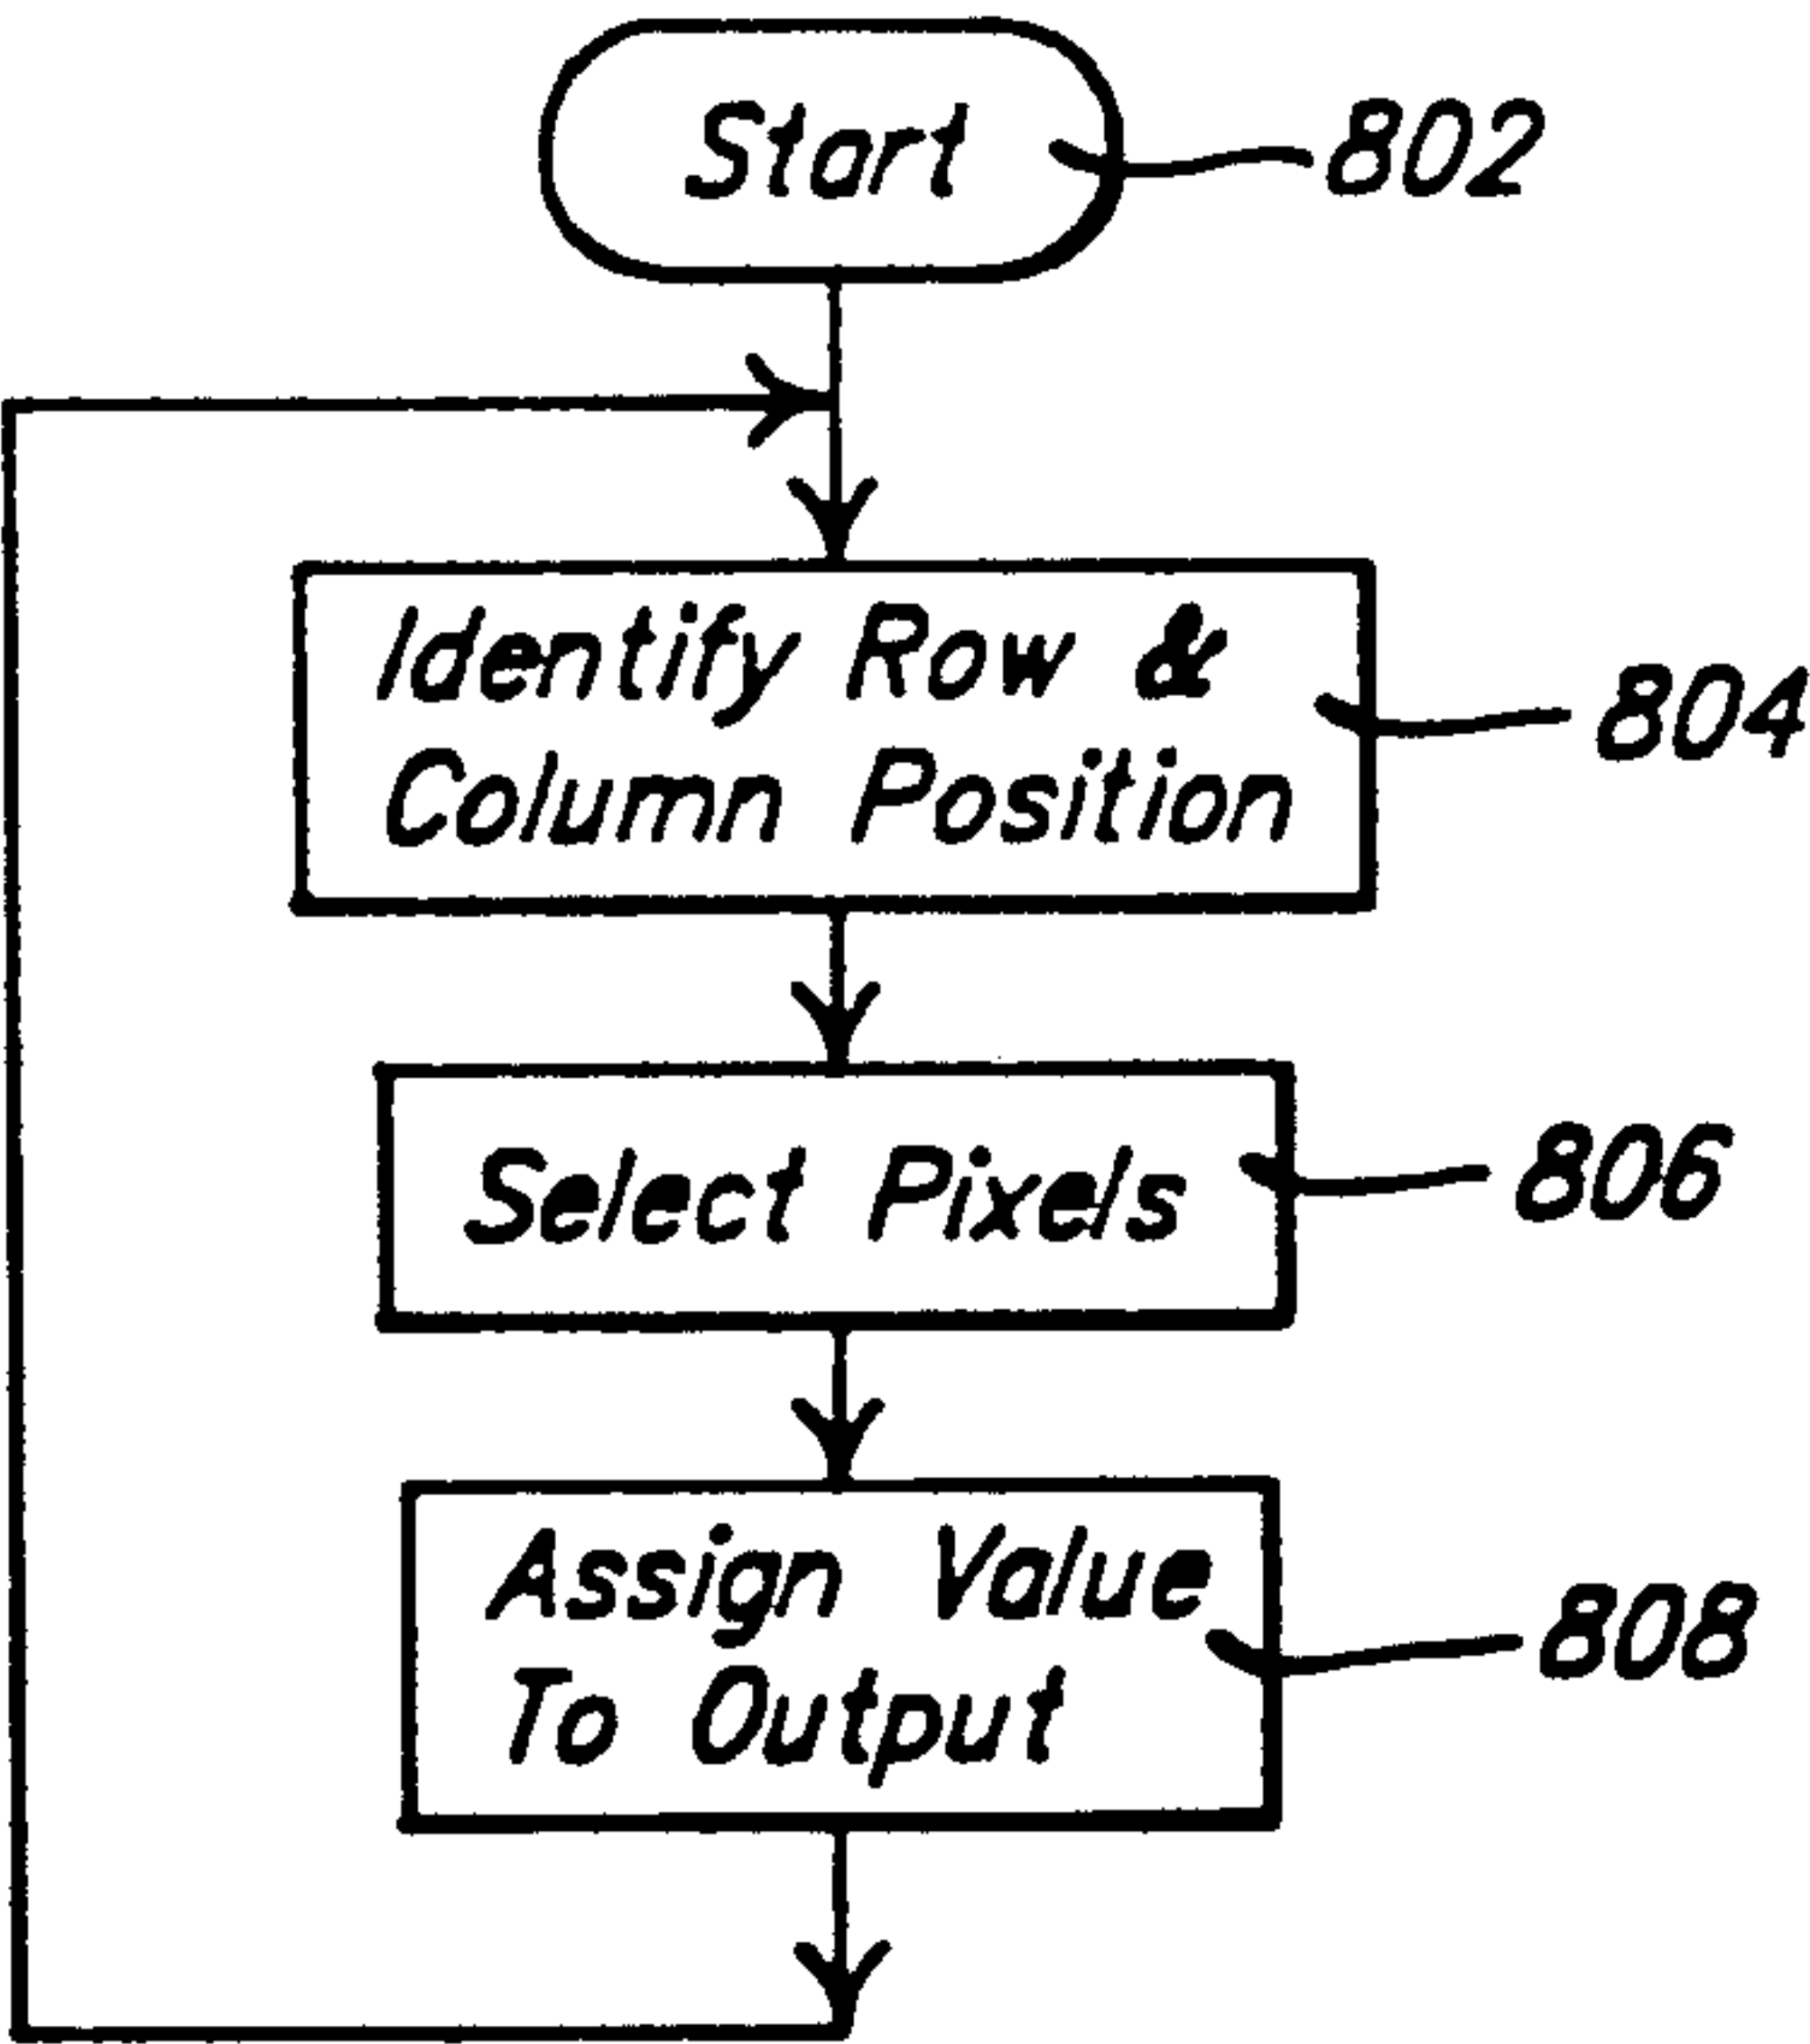 Start
802
Identify Row &
Column Position
804
Select Pixels
806
Assign Value
To Output
808